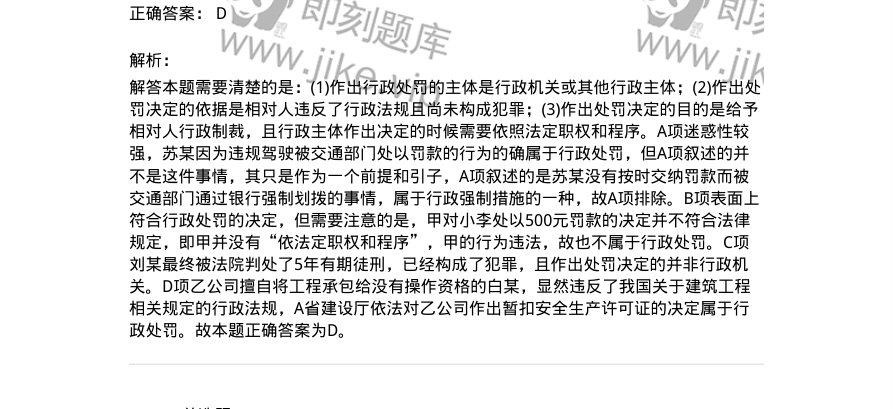 正确答案： D
即刻题库
www.jike.vip
解析：
解答本题需要清楚的是：(1)作出行政处罚的主体是行政机关或其他行政主体；(2)作出处
罚决定的依据是相对人违反了行政法规且尚未构成犯罪；(3)作出处罚决定的目的是给予
相对人行政制裁，且行政主体作出决定的时候需要依照法定职权和程序。A项迷惑性较
强，苏某因为违规驾驶被交通部门处以罚款的行为的确属于行政处罚，但A项叙述的并
不是这件事情，其只是作为一个前提和引子，A项叙述的是苏某没有按时交纳罚款而被
交通部门通过银行强制划拨的事情，属于行政强制措施的一种，故A项排除。B项表面上
符合行政处罚的决定，但需要注意的是，甲对小李处以500元罚款的决定并不符合法律
规定，即甲并没有“依法定职权和程序”，甲的行为违法，故也不属于行政处罚。C项
刘某最终被法院判处了5年有期徒刑，已经构成了犯罪，且作出处罚决定的并非行政机
关。D项乙公司擅自将工程承包给没有操作资格的白某，显然违反了我国关于建筑工程
相关规定的行政法规，A省建设厅依法对乙公司作出暂扣安全生产许可证的决定属于行
政处罚。故本题正确答案为D。